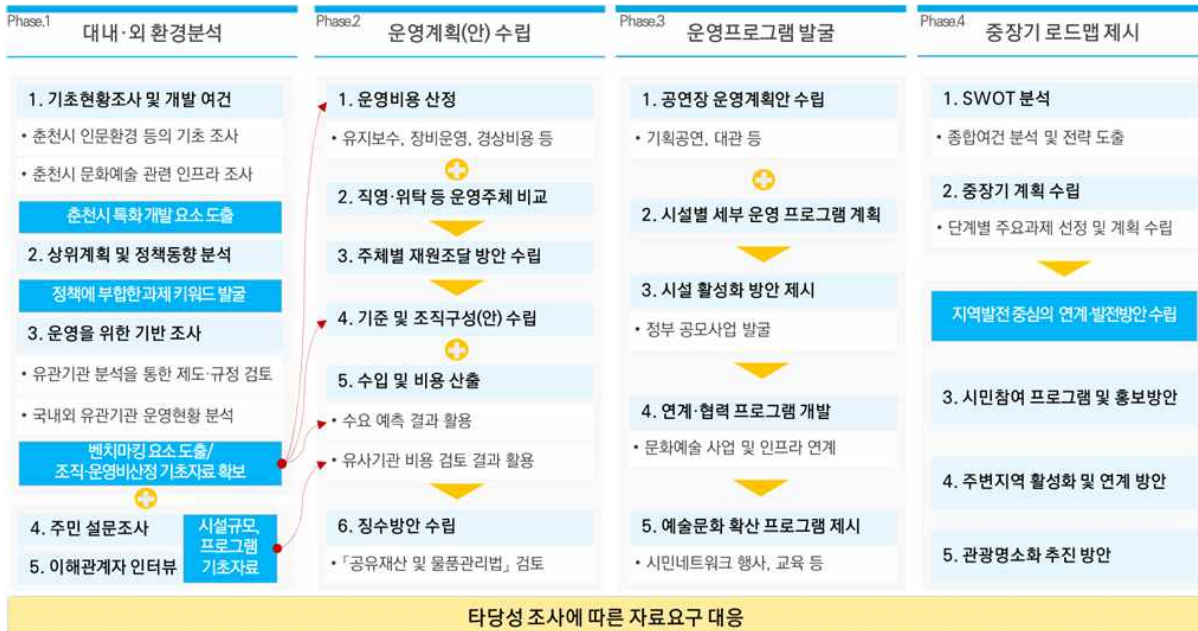 Phase.1
대내·외 환경분석
1. 기초현황조사 및 개발 여건
• 춘천시 인문환경 등의 기초 조사
• 춘천시 문화예술 관련 인프라 조사
춘천시 특화 개발 요소 도출
2. 상위계획 및 정책동향 분석
정책에 부합한 과제 키워드 발굴
3. 운영을 위한 기반 조사
• 유관기관 분석을 통한 제도·규정 검토
• 국내외 유관기관 운영현황 분석
벤치마킹 요소 도출/
조직·운영비산정 기초자료 확보
4. 주민 설문조사
5. 이해관계자 인터뷰
시설규모,
프로그램
기초자료
Phase.2
운영계획(안) 수립
1. 운영비용 산정
• 유지보수, 장비운영, 경상비용 등
2. 직영·위탁 등 운영주체 비교
3. 주체별 재원조달 방안 수립
4. 기준 및 조직구성(안) 수립
5. 수입 및 비용 산출
• 수요 예측 결과 활용
• 유사기관 비용 검토 결과 활용
6. 징수방안 수립
• 「공유재산 및 물품관리법」 검토
Phase.3
운영프로그램 발굴
1. 공연장 운영계획안 수립
• 기획공연, 대관 등
2. 시설별 세부 운영 프로그램 계획
3. 시설 활성화 방안 제시
• 정부 공모사업 발굴
4. 연계·협력 프로그램 개발
• 문화예술 사업 및 인프라 연계
5. 예술문화 확산 프로그램 제시
• 시민네트워크 행사, 교육 등
Phase.4
중장기 로드맵 제시
1. SWOT 분석
• 종합여건 분석 및 전략 도출
2. 중장기 계획 수립
• 단계별 주요과제 선정 및 계획 수립
지역발전 중심의 연계·발전방안 수립
3. 시민참여 프로그램 및 홍보방안
4. 주변지역 활성화 및 연계 방안
5. 관광명소화 추진 방안
타당성 조사에 따른 자료요구 대응